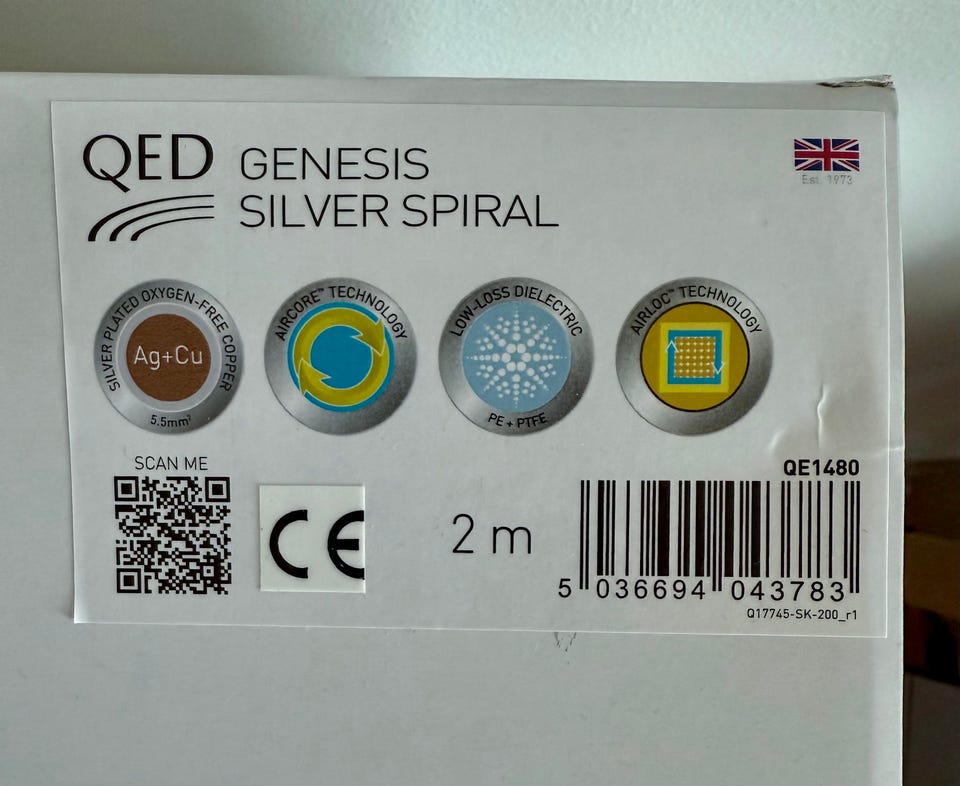 QED
GENESIS
SILVER SPIRAL
Est. 1973
SILVER PLATED OXYGEN-FREE COPPER
Ag+Cu
5.5mm²
AIRCORE™ TECHNOLOGY
LOW-LOSS DIELECTRIC
PE + PTFE
AIRLOC™ TECHNOLOGY
SCAN ME
CE
2 m
QE1480
5 036694 043783
Q17745-SK-200_r1